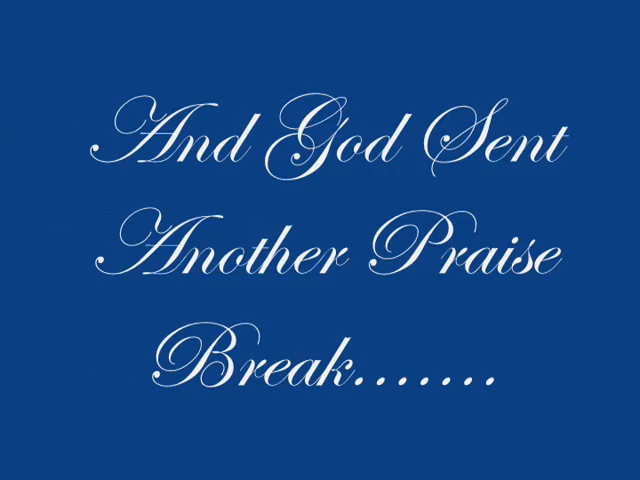 And God Sent
Another Praise
Break.......